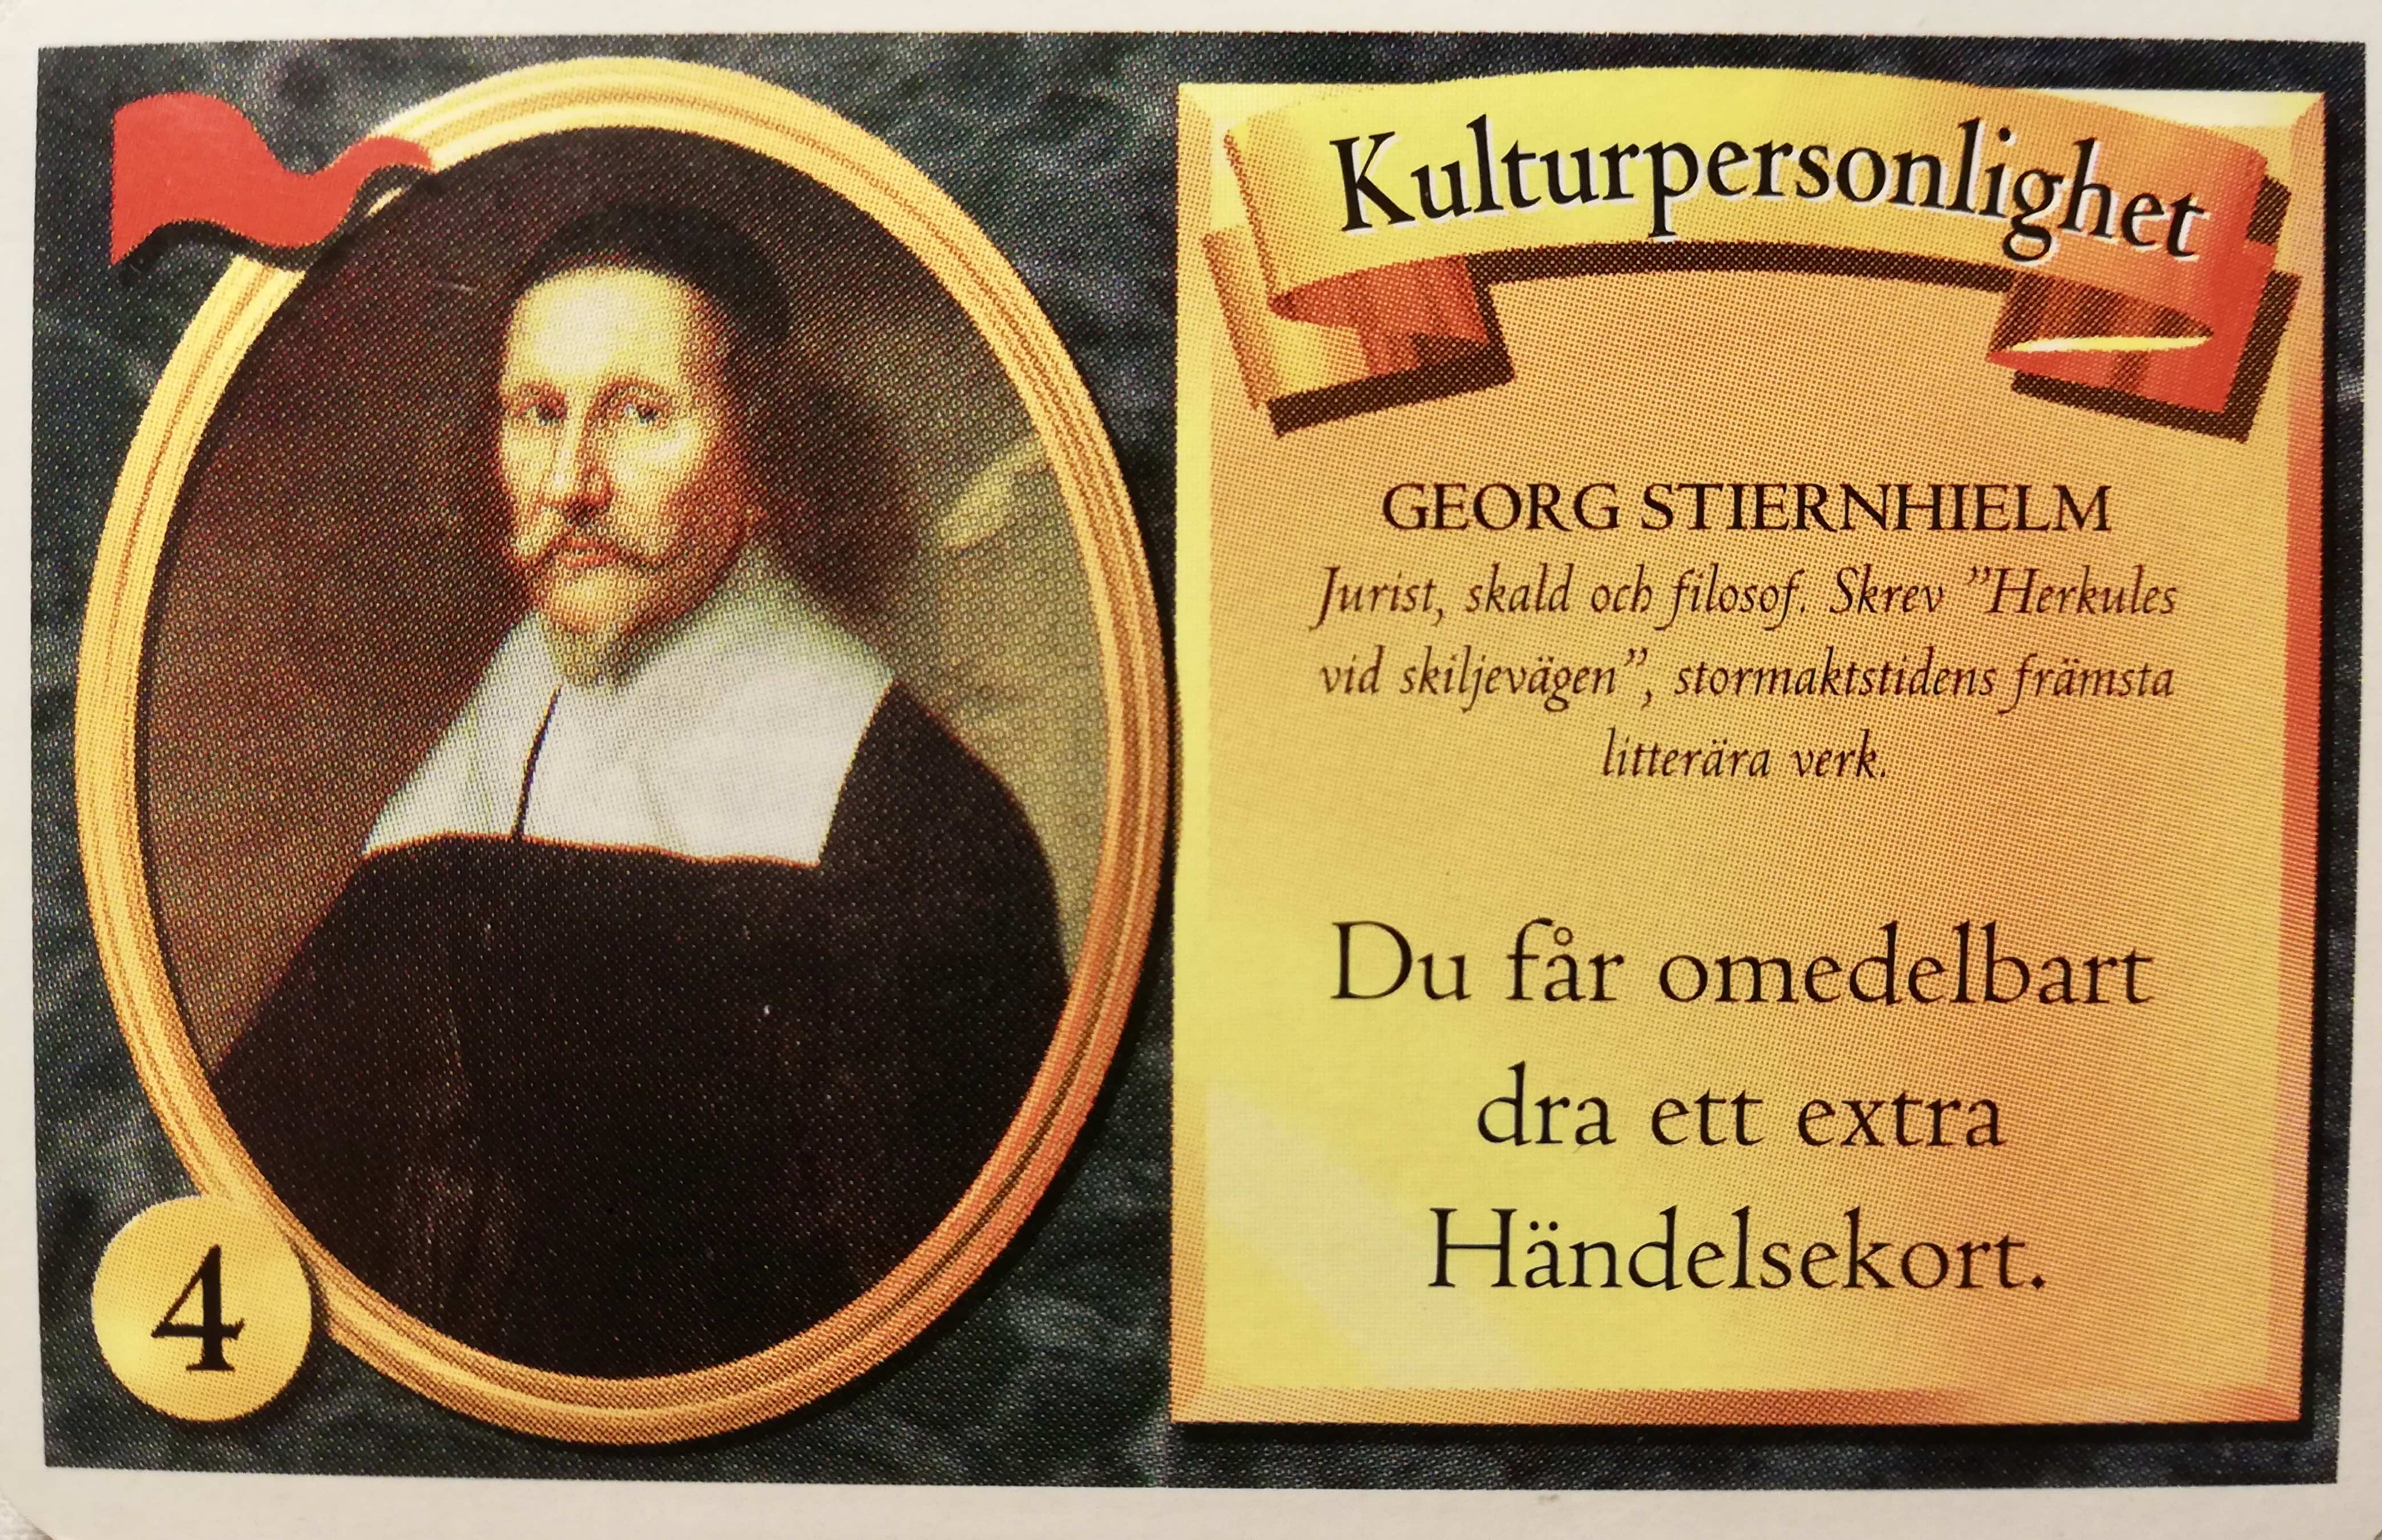 Kulturpersonlighet
GEORG STIERNHIELM
Jurist, skald och filosof. Skrev ”Herkules
vid skiljevägen”, stormaktstidens främsta
litterära verk.
Du får omedelbart
dra ett extra
Händelsekort.
4